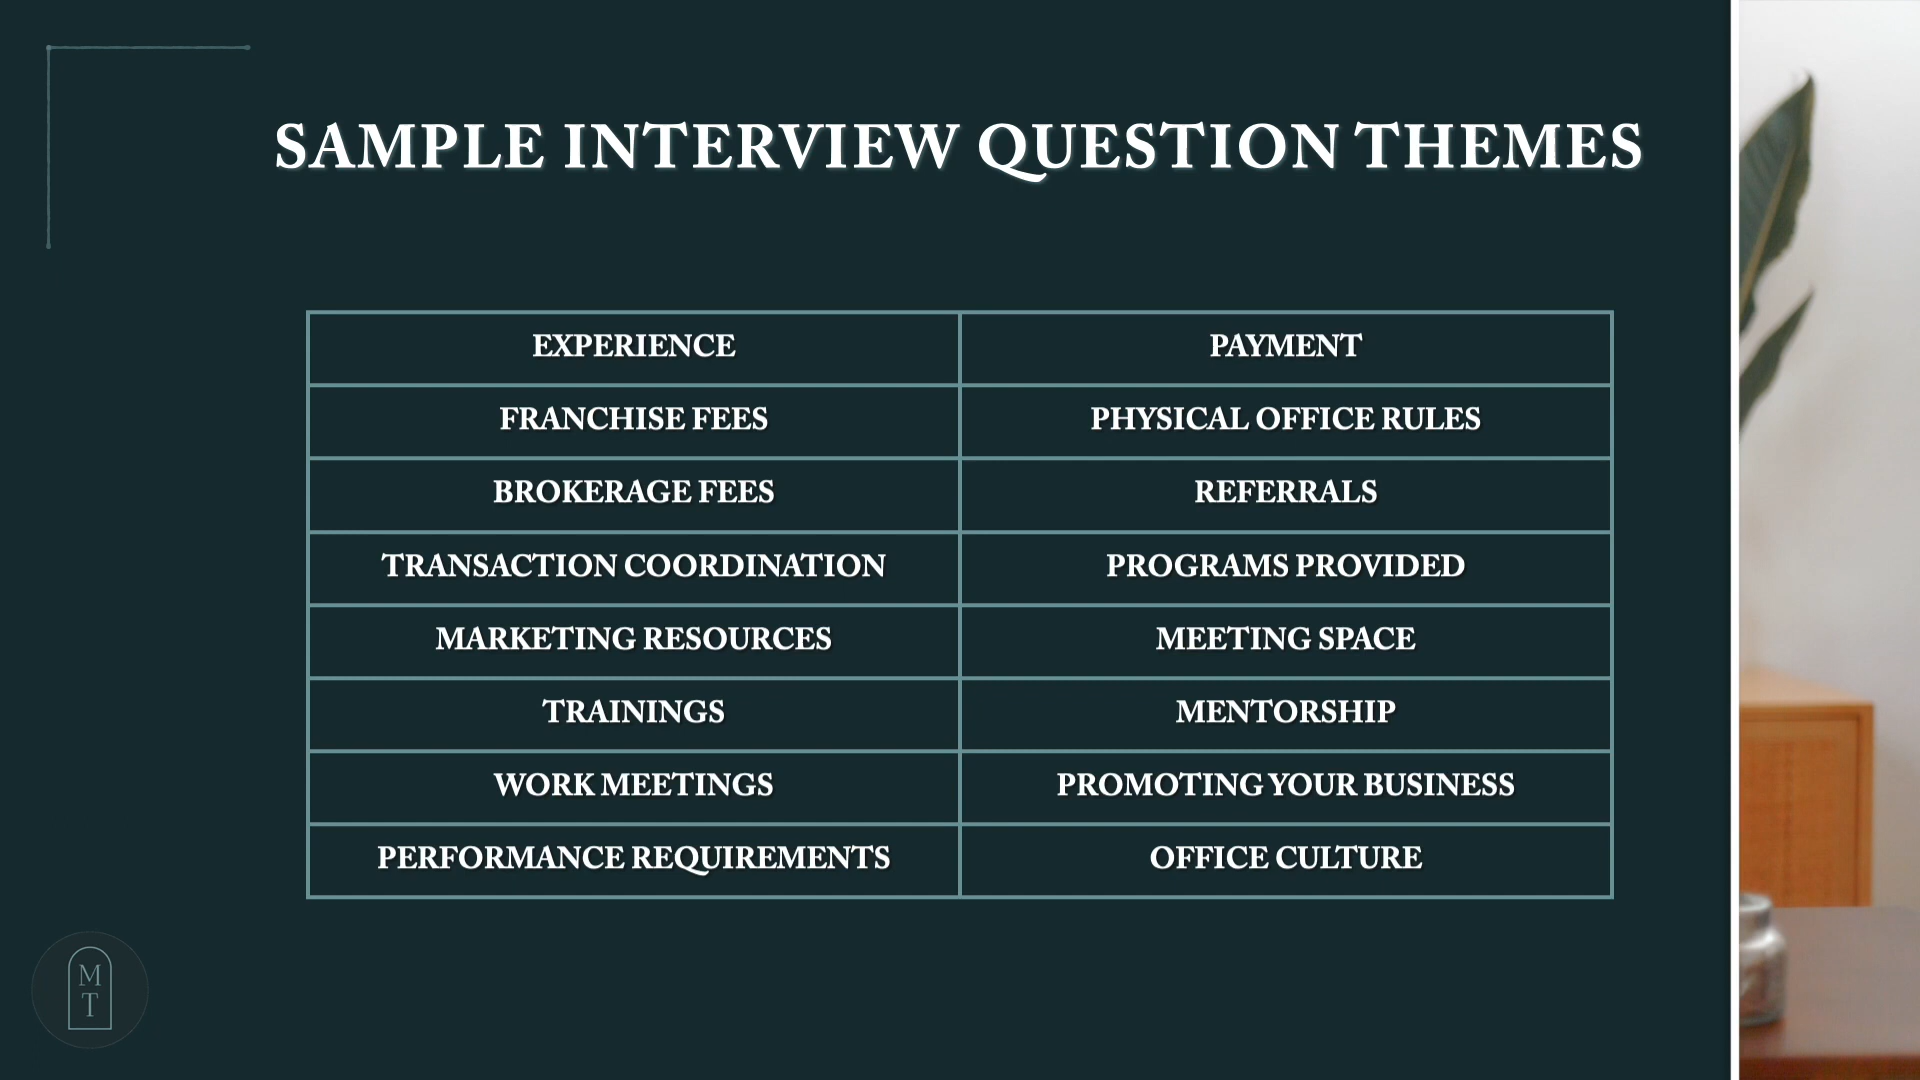 SAMPLE INTERVIEW QUESTION THEMES
EXPERIENCE
PAYMENT
FRANCHISE FEES
PHYSICAL OFFICE RULES
BROKERAGE FEES
REFERRALS
TRANSACTION COORDINATION
PROGRAMS PROVIDED
MARKETING RESOURCES
MEETING SPACE
TRAININGS
MENTORSHIP
WORK MEETINGS
PROMOTING YOUR BUSINESS
PERFORMANCE REQUIREMENTS
OFFICE CULTURE
M
T